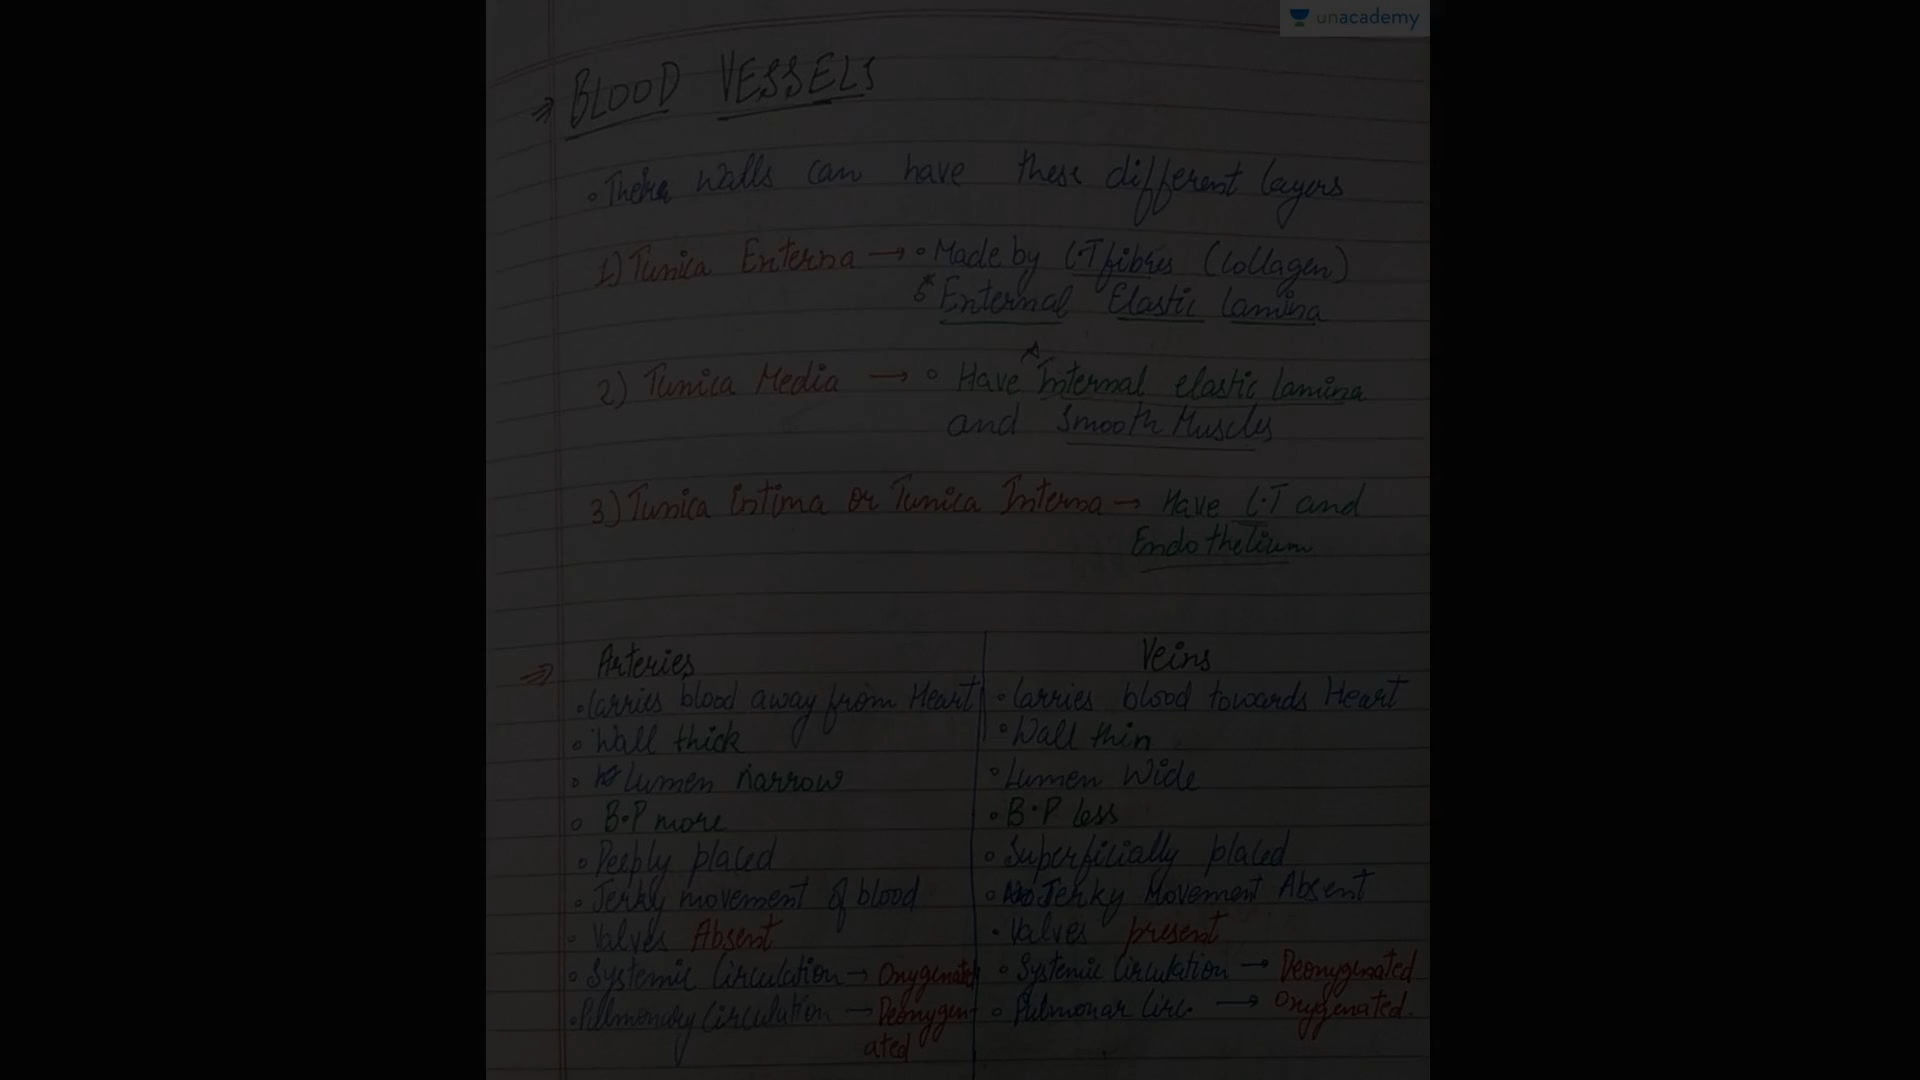 unacademy
⇒ BLOOD VESSELS
• Their walls can have these different layers
1) Tunica Externa → • Made by C.T fibres (Collagen)
* External Elastic Lamina
2) Tunica Media → • Have Internal elastic lamina
and Smooth Muscles
3) Tunica Intima or Tunica Interna → Have C.T and
Endothelium
⇒ Arteries
• Carries blood away from Heart
• Wall thick
• Lumen narrow
• B.P more
• Deeply placed
• Jerky movement of blood
• Valves Absent
• Systemic Circulation → Oxygenated
• Pulmonary Circulation → Deoxygen-
ated
Veins
• Carries blood towards Heart
• Wall thin
• Lumen Wide
• B.P less
• Superficially placed
• Jerky Movement Absent
• Valves present
• Systemic Circulation → Deoxygenated
• Pulmonar Circ. → Oxygenated.